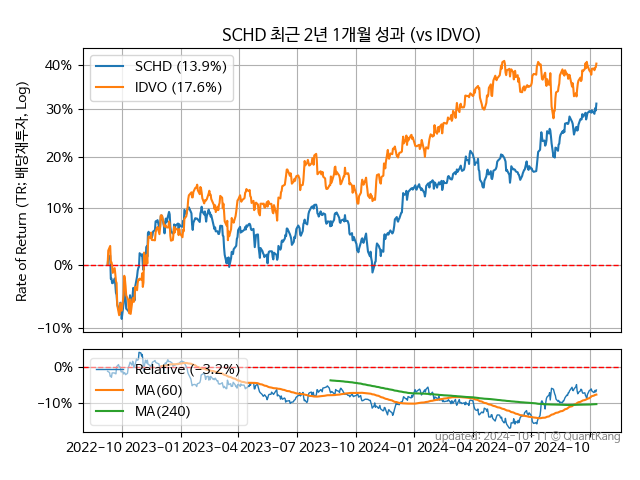 SCHD 최근 2년 1개월 성과 (vs IDVO)
Rate of Return (TR: 배당재투자, Log)
40%
30%
20%
10%
0%
−10%
SCHD (13.9%)
IDVO (17.6%)
0%
−10%
Relative (−3.2%)
MA(60)
MA(240)
2022-10 2023-01 2023-04 2023-07 2023-10 2024-01 2024-04 2024-07 2024-10
updated: 2024-10-11 © QuantKang